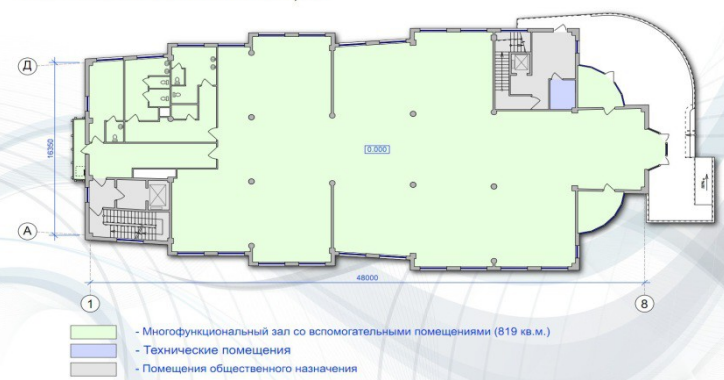 Д
16350
0.000
А
48000
1
8
- Многофункциональный зал со вспомогательными помещениями (819 кв.м.)
- Технические помещения
- Помещения общественного назначения